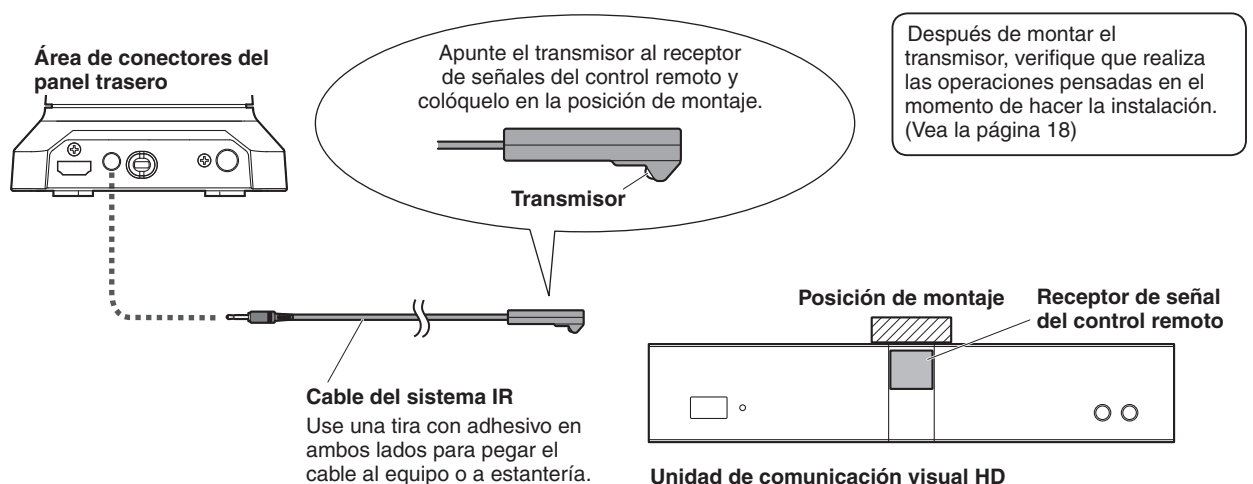 Área de conectores del
panel trasero
Apunte el transmisor al receptor
de señales del control remoto y
colóquelo en la posición de montaje.
Transmisor
Después de montar el
transmisor, verifique que realiza
las operaciones pensadas en el
momento de hacer la instalación.
(Vea la página 18)
Cable del sistema IR
Use una tira con adhesivo en
ambos lados para pegar el
cable al equipo o a estantería.
Posición de montaje
Receptor de señal
del control remoto
Unidad de comunicación visual HD